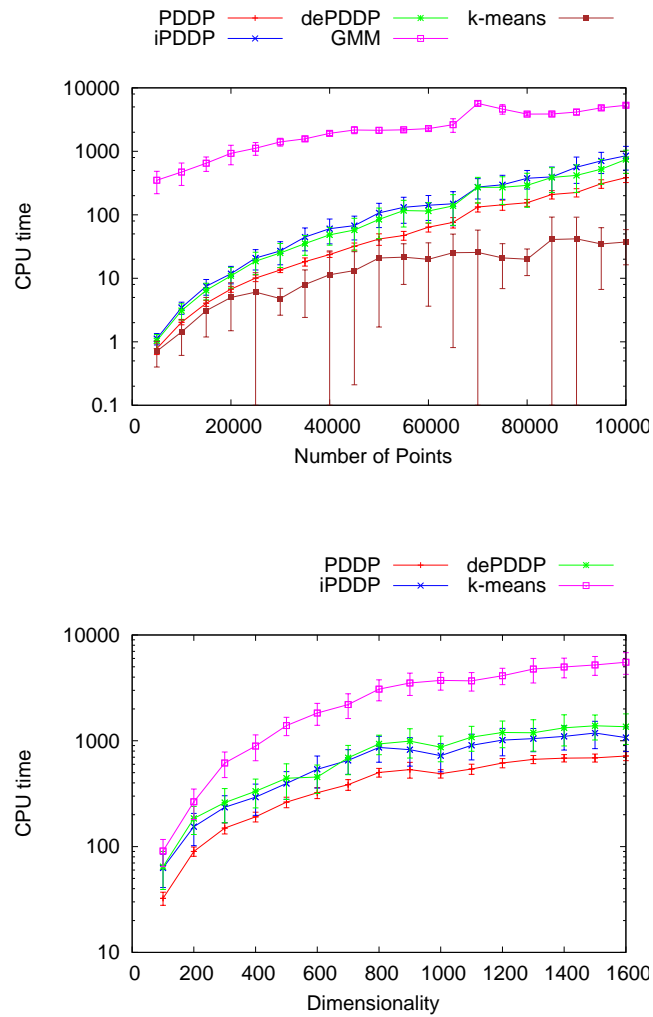 PDDP dePDDP k-means
iPDDP GMM
10000
1000
100
10
1
0.1
CPU time
0 20000 40000 60000 80000 10000
Number of Points
PDDP dePDDP
iPDDP k-means
10000
1000
100
10
CPU time
0 200 400 600 800 1000 1200 1400 1600
Dimensionality